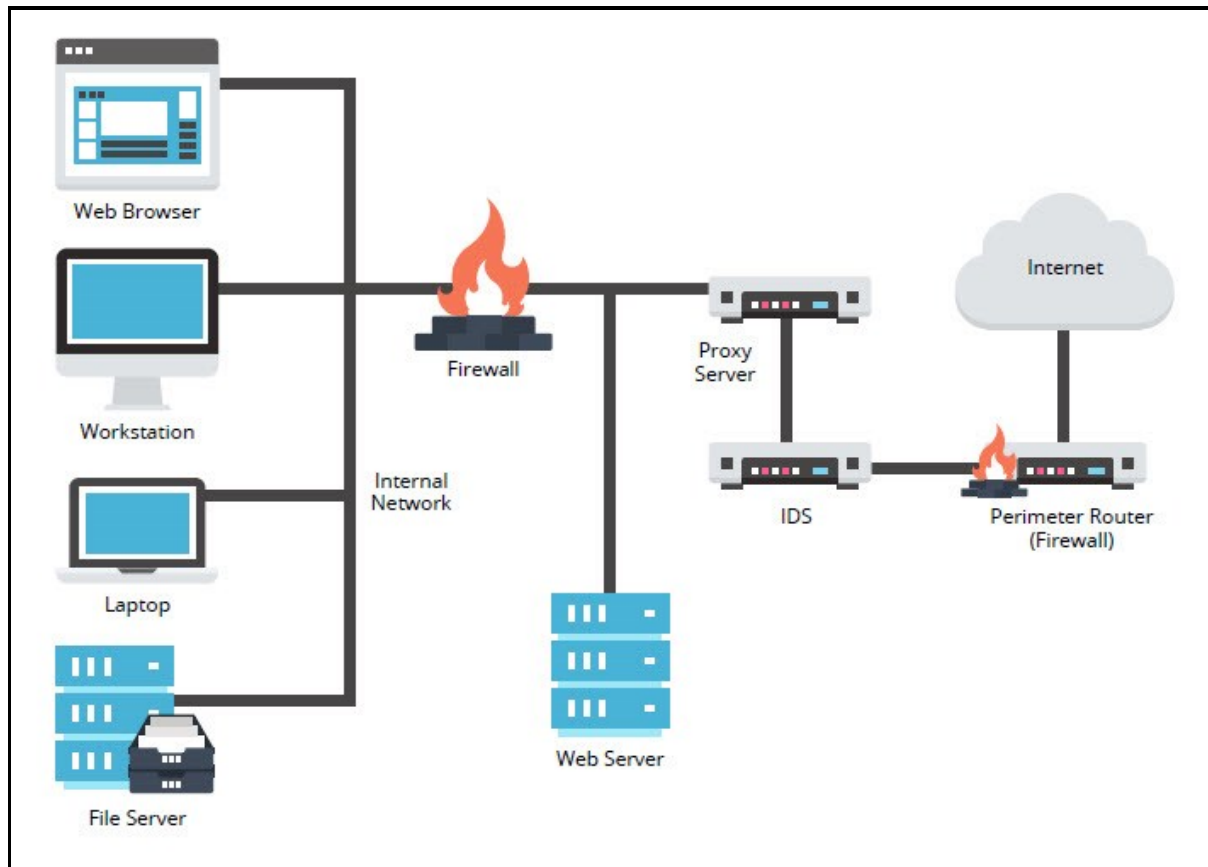 Web Browser
Workstation
Laptop
File Server
Internal
Network
Firewall
Web Server
Proxy
Server
IDS
Internet
Perimeter Router
(Firewall)